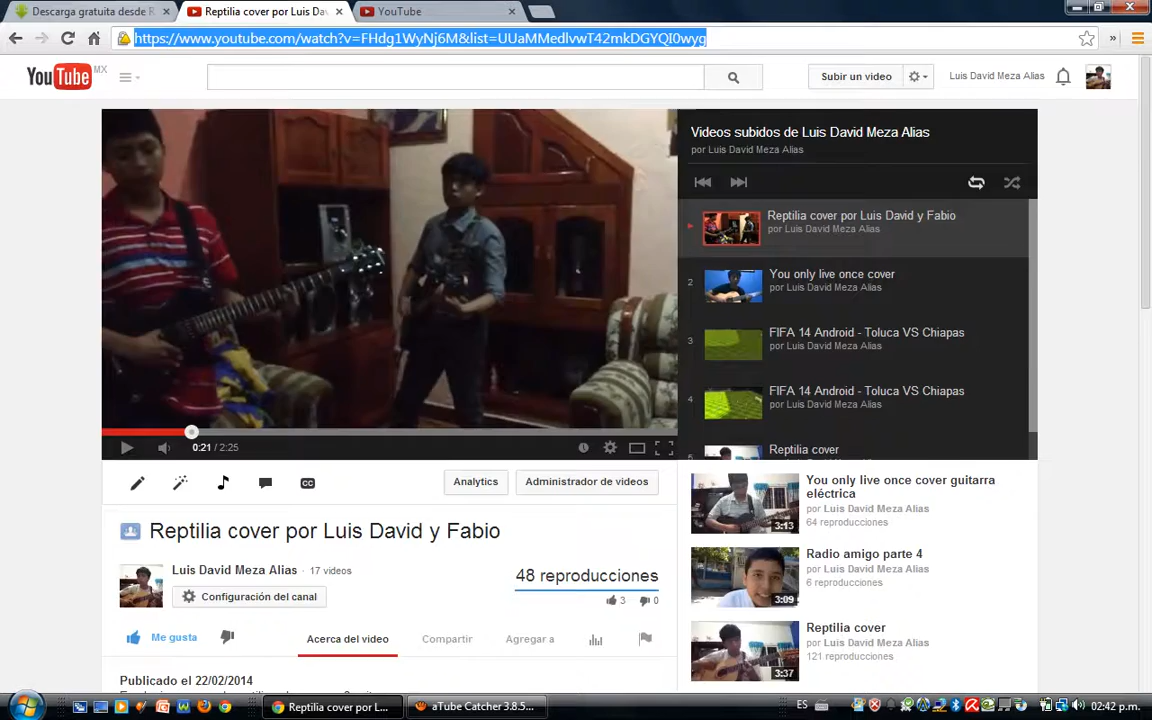 Descarga gratuita desde R
Reptilia cover por Luis Da
YouTube
https://www.youtube.com/watch?v=FHdg1WyNj6M&list=UUaMMedlvwT42mkDGYQI0wyg
YouTube MX
Subir un video
Luis David Meza Alias
Videos subidos de Luis David Meza Alias
por Luis David Meza Alias
Reptilia cover por Luis David y Fabio
por Luis David Meza Alias
2
You only live once cover
por Luis David Meza Alias
3
FIFA 14 Android - Toluca VS Chiapas
por Luis David Meza Alias
4
FIFA 14 Android - Toluca VS Chiapas
por Luis David Meza Alias
5
Reptilia cover
0:21 / 2:25
CC
Analytics
Administrador de videos
Reptilia cover por Luis David y Fabio
Luis David Meza Alias · 17 videos
Configuración del canal
48 reproducciones
3
0
Me gusta
Acerca del video
Compartir
Agregar a
Publicado el 22/02/2014
You only live once cover guitarra
eléctrica
por Luis David Meza Alias
64 reproducciones
3:13
Radio amigo parte 4
por Luis David Meza Alias
6 reproducciones
3:09
Reptilia cover
por Luis David Meza Alias
121 reproducciones
3:37
Reptilia cover por L...
aTube Catcher 3.8.5...
ES
02:42 p.m.